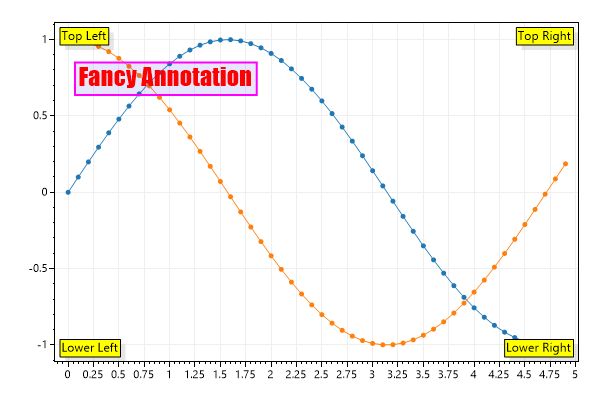 Top Left
Top Right
Fancy Annotation
1
0.5
0
-0.5
-1
Lower Left
Lower Right
0 0.25 0.5 0.75 1 1.25 1.5 1.75 2 2.25 2.5 2.75 3 3.25 3.5 3.75 4 4.25 4.5 4.75 5